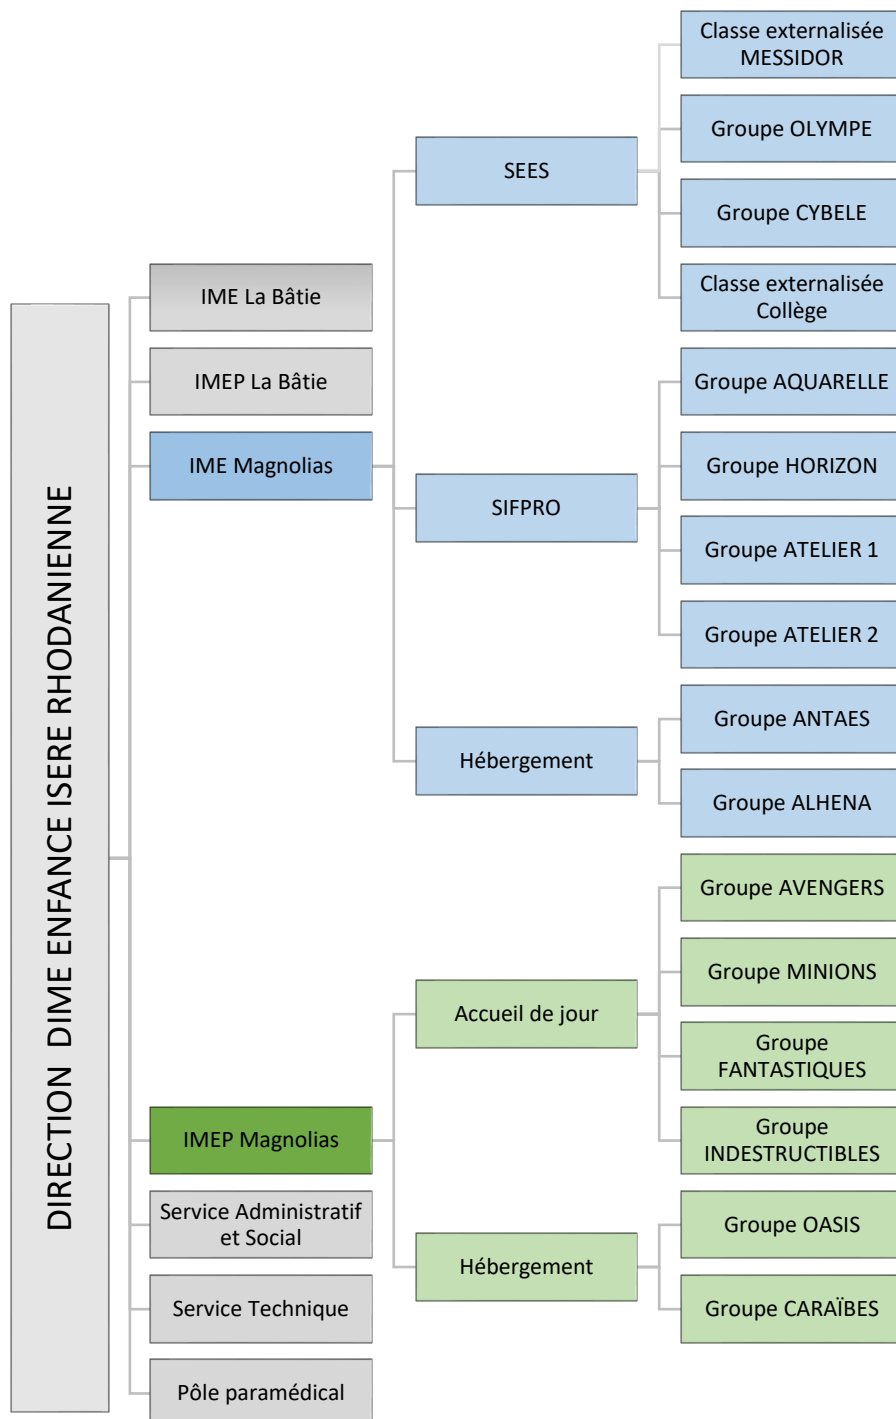 DIRECTION DIME ENFANCE ISERE RHODANIENNE
IME La Bâtie
IMEP La Bâtie
IME Magnolias
SEES
Classe externalisée
MESSIDOR
Groupe OLYMPE
Groupe CYBELE
Classe externalisée
Collège
SIFPRO
Groupe AQUARELLE
Groupe HORIZON
Groupe ATELIER 1
Groupe ATELIER 2
Hébergement
Groupe ANTAES
Groupe ALHENA
IMEP Magnolias
Accueil de jour
Groupe AVENGERS
Groupe MINIONS
Groupe
FANTASTIQUES
Groupe
INDESTRUCTIBLES
Hébergement
Groupe OASIS
Groupe CARAÏBES
Service Administratif
et Social
Service Technique
Pôle paramédical